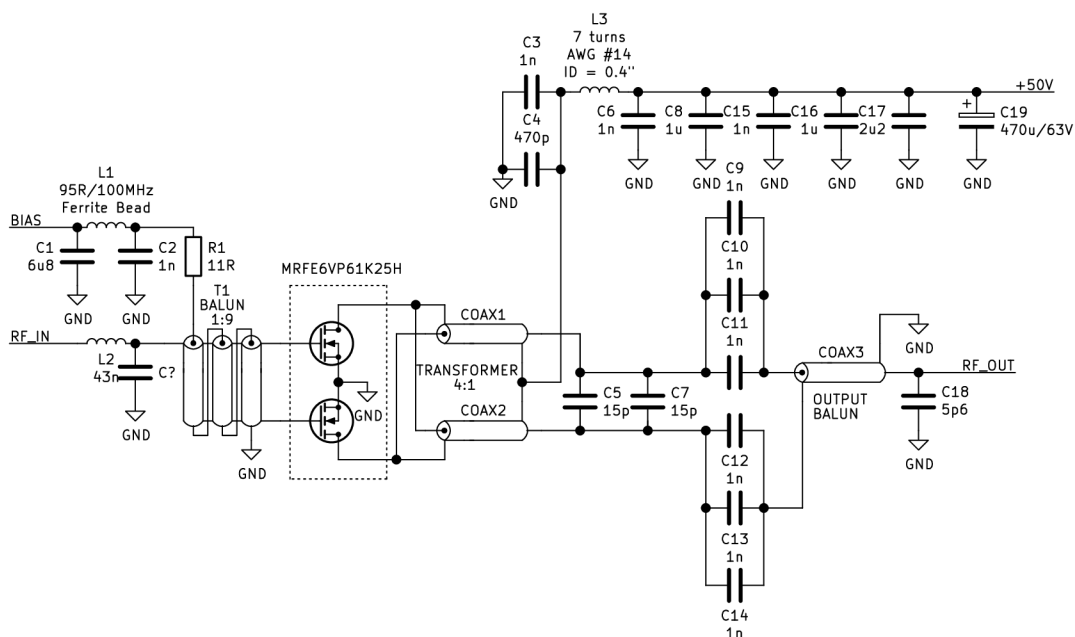 L3
7 turns
AWG #14
ID = 0.4"
C3
1n
C4
470p
GND
+50V
C6
1n
C8
1u
C15
1n
C16
1u
C17
2u2
+
C19
470u/63V
GND
GND
GND
GND
GND
GND
L1
95R/100MHz
Ferrite Bead
BIAS
C1
6u8
C2
1n
R1
11R
GND
GND
T1
BALUN
1:9
RF_IN
L2
43n
C?
GND
GND
MRFE6VP61K25H
GND
COAX1
TRANSFORMER
4:1
COAX2
C5
15p
C7
15p
C9
1n
C10
1n
C11
1n
C12
1n
C13
1n
C14
1n
COAX3
OUTPUT
BALUN
GND
RF_OUT
C18
5p6
GND